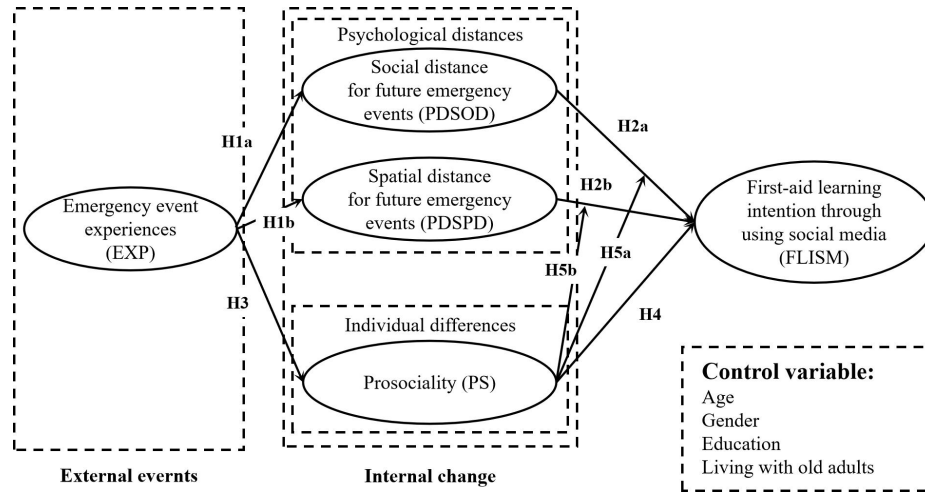 Psychological distances
Social distance
for future emergency
events (PDSOD)
H1a
H2a
Spatial distance
for future emergency
events (PDSPD)
H2b
Emergency event
experiences
(EXP)
H1b
First-aid learning
intention through
using social media
(FLISM)
H5b
H5a
H3
H4
Individual differences
Prosociality (PS)
Control variable:
Age
Gender
Education
Living with old adults
External evernts
Internal change